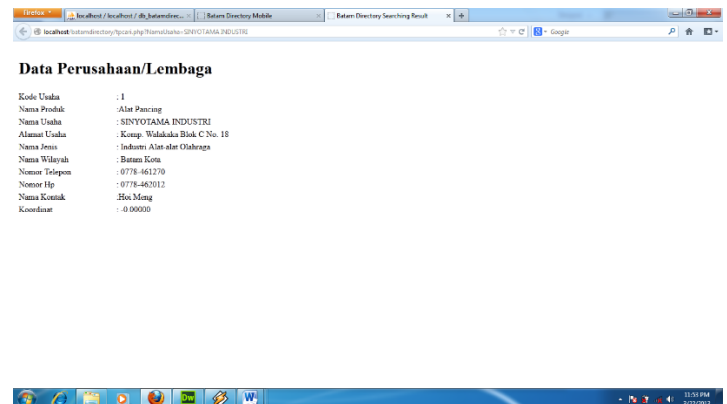 Firefox
localhost / localhost / db_batamdirec...
Batam Directory Mobile
Batam Directory Searching Result
localhost/batamdirectory/tpcari.php?NamaUsaha=SINYOTAMA INDUSTRI
Google
Data Perusahaan/Lembaga
Kode Usaha : 1
Nama Produk :Alat Pancing
Nama Usaha : SINYOTAMA INDUSTRI
Alamat Usaha : Komp. Walakaka Blok C No. 18
Nama Jenis : Industri Alat-alat Olahraga
Nama Wilayah : Batam Kota
Nomor Telepon : 0778-461270
Nomor Hp : 0778-462012
Nama Kontak :Hoi Meng
Koordinat : -0.00000
Dw
W
11:53 PM